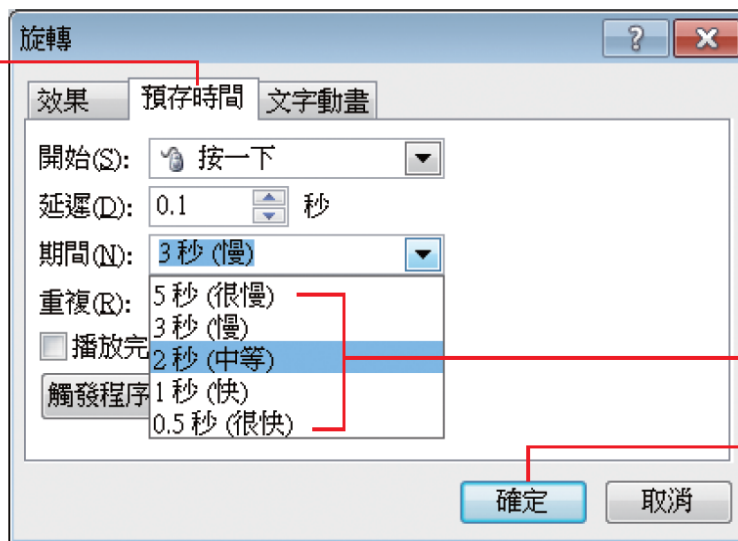 旋轉
效果 預存時間 文字動畫
開始(S): 按一下
延遲(D): 0.1 秒
期間(N): 3 秒 (慢)
重複(R): 5 秒 (很慢)
3 秒 (慢)
播放完 2 秒 (中等)
觸發程序 1 秒 (快)
0.5 秒 (很快)
確定 取消